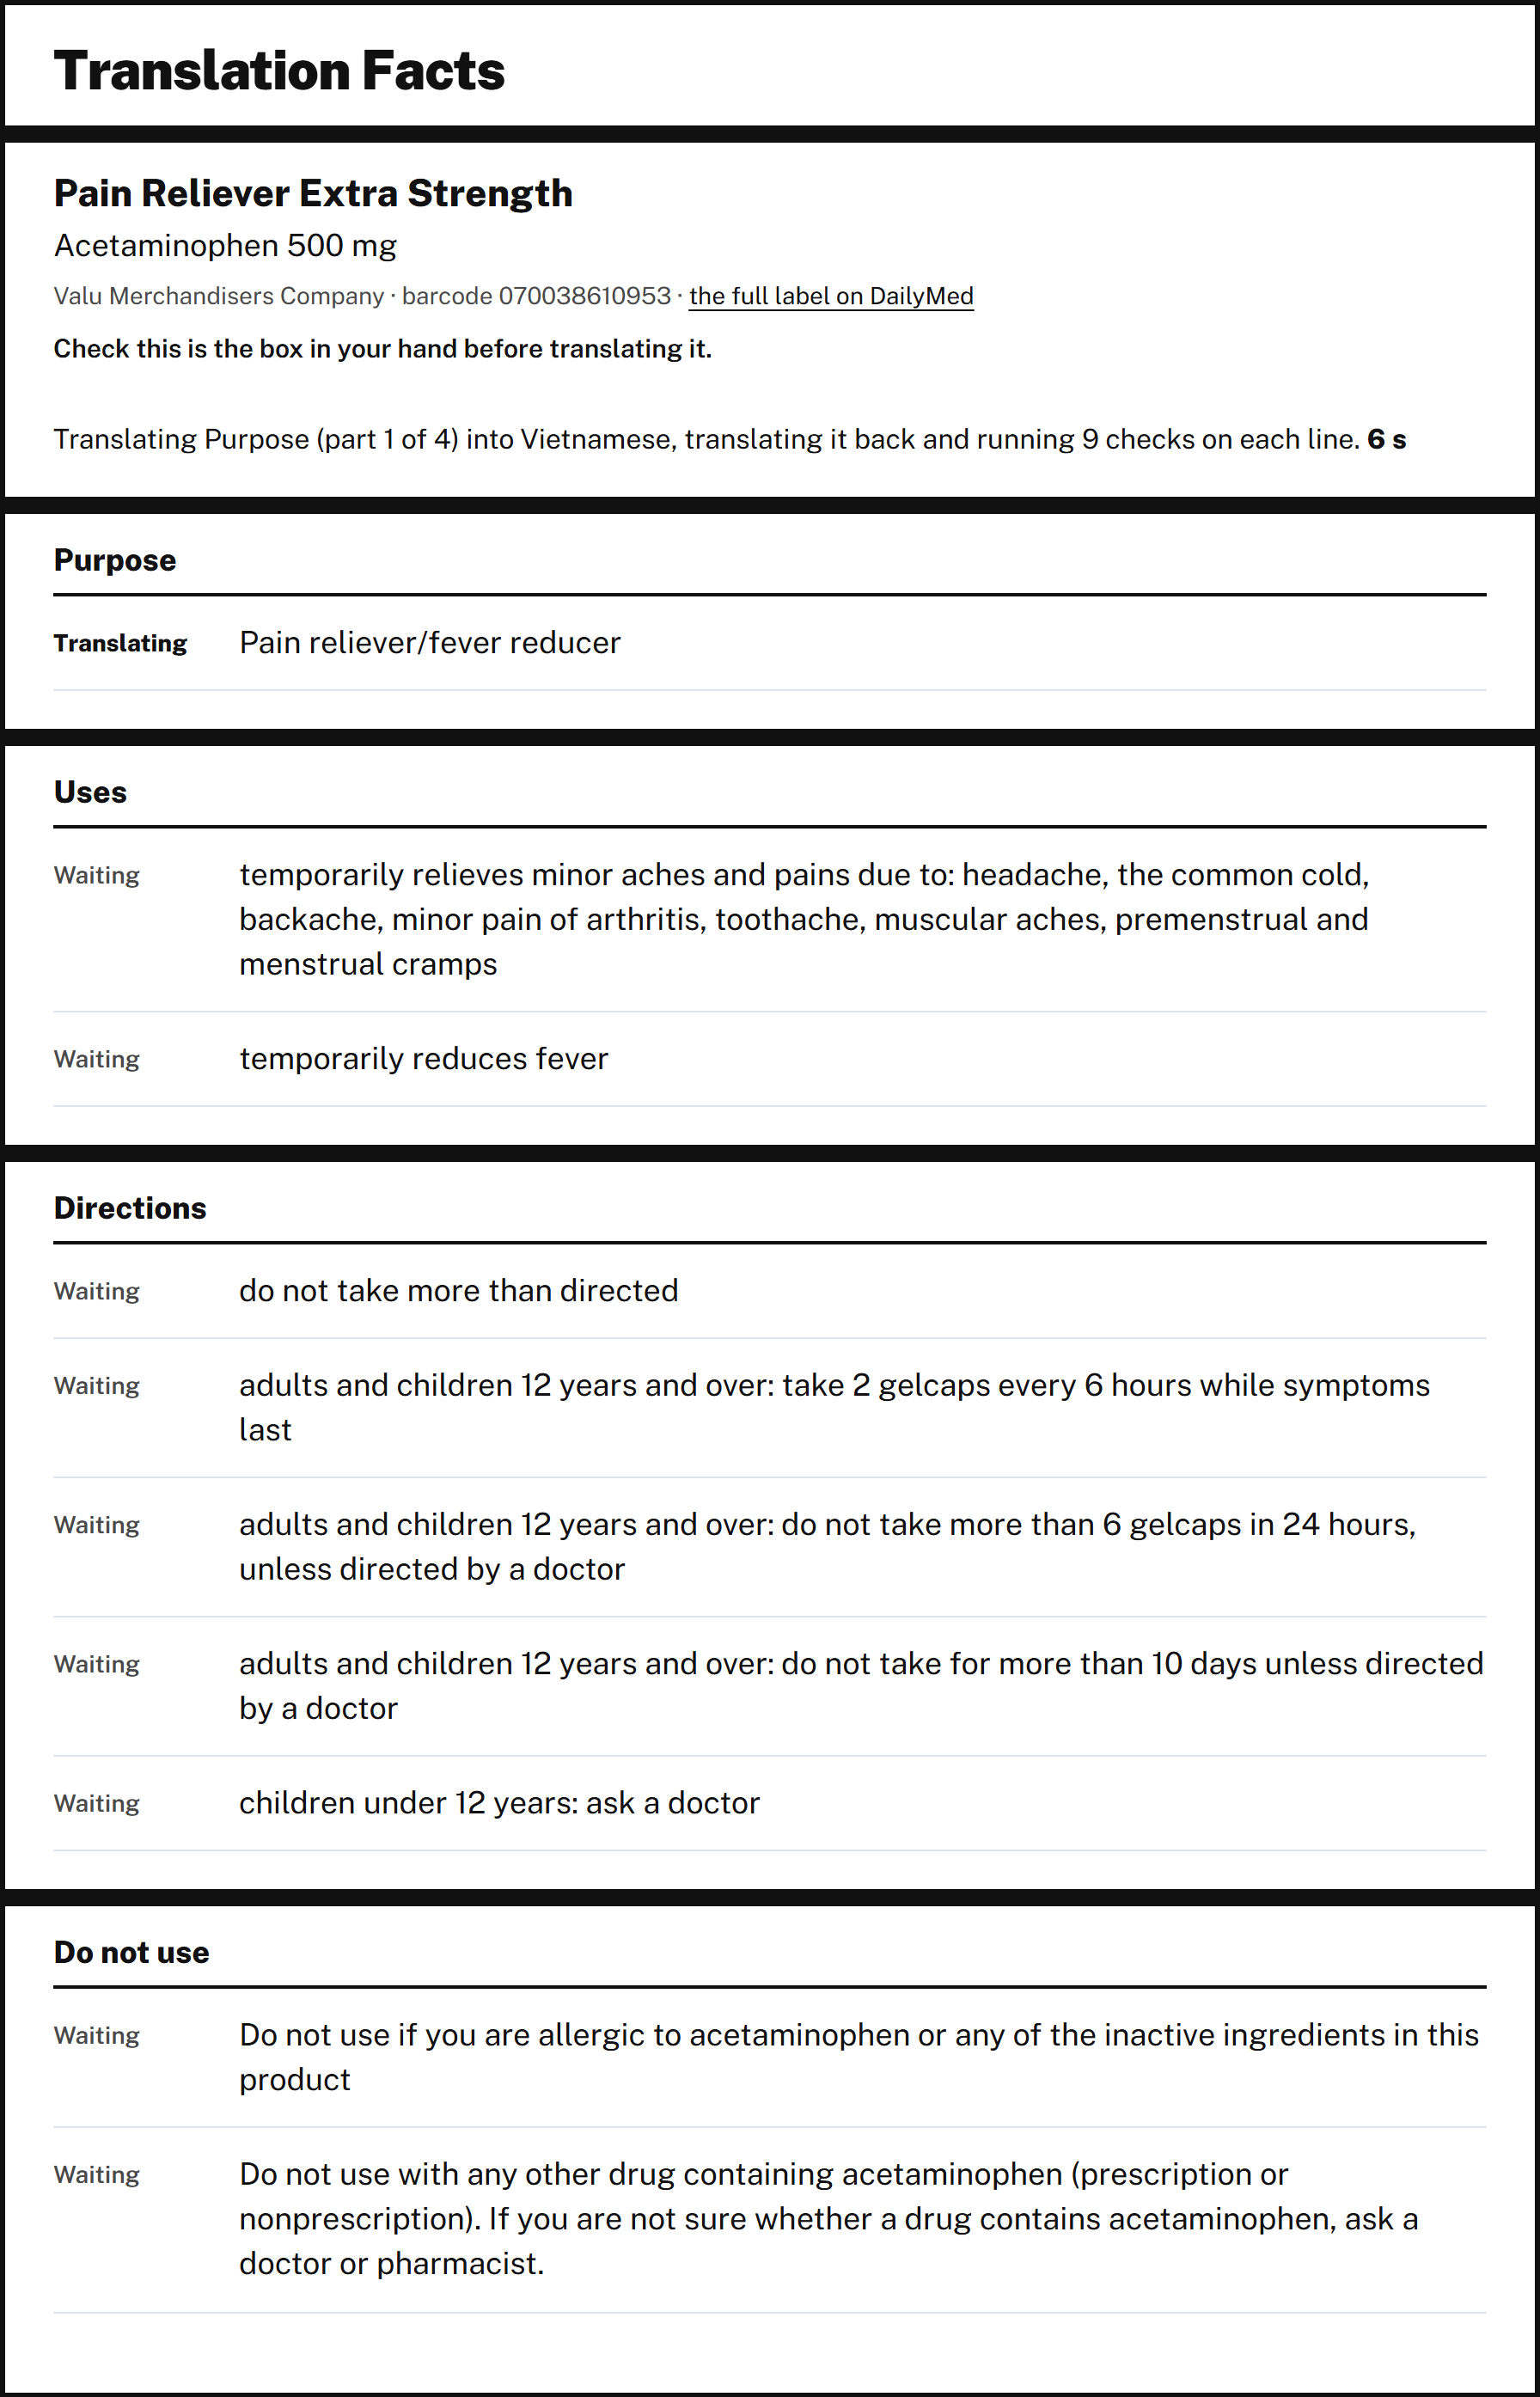 Translation Facts
Pain Reliever Extra Strength
Acetaminophen 500 mg
Valu Merchandisers Company · barcode 070038610953 · the full label on DailyMed
Check this is the box in your hand before translating it.
Translating Purpose (part 1 of 4) into Vietnamese, translating it back and running 9 checks on each line. 6 s
Purpose
Translating Pain reliever/fever reducer
Uses
Waiting temporarily relieves minor aches and pains due to: headache, the common cold,
backache, minor pain of arthritis, toothache, muscular aches, premenstrual and
menstrual cramps
Waiting temporarily reduces fever
Directions
Waiting do not take more than directed
Waiting adults and children 12 years and over: take 2 gelcaps every 6 hours while symptoms
last
Waiting adults and children 12 years and over: do not take more than 6 gelcaps in 24 hours,
unless directed by a doctor
Waiting adults and children 12 years and over: do not take for more than 10 days unless directed
by a doctor
Waiting children under 12 years: ask a doctor
Do not use
Waiting Do not use if you are allergic to acetaminophen or any of the inactive ingredients in this
product
Waiting Do not use with any other drug containing acetaminophen (prescription or
nonprescription). If you are not sure whether a drug contains acetaminophen, ask a
doctor or pharmacist.